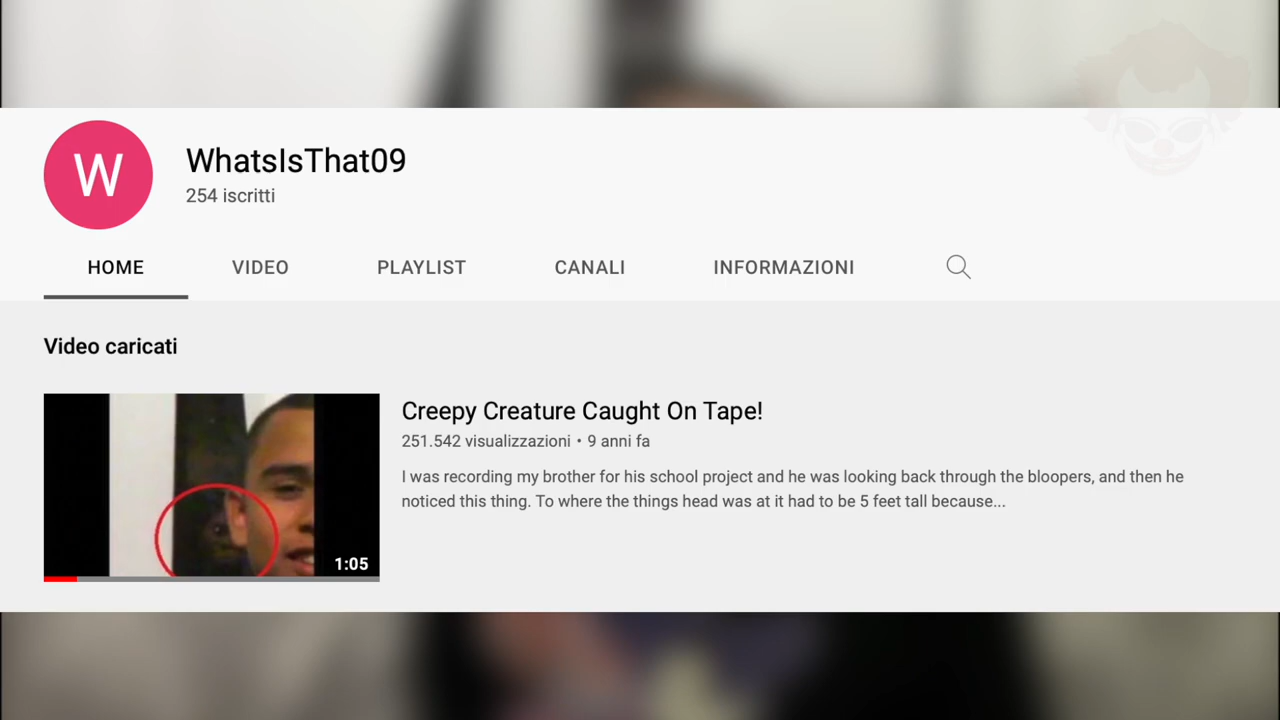 W
WhatsIsThat09
254 iscritti
HOME VIDEO PLAYLIST CANALI INFORMAZIONI
Video caricati
Creepy Creature Caught On Tape!
251.542 visualizzazioni • 9 anni fa
I was recording my brother for his school project and he was looking back through the bloopers, and then he
noticed this thing. To where the things head was at it had to be 5 feet tall because...
1:05